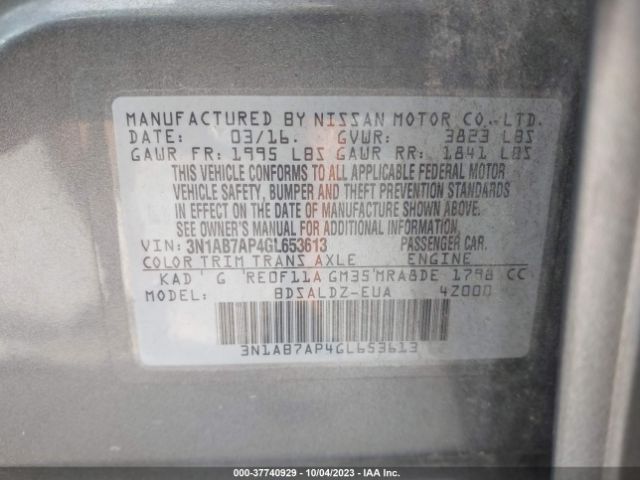 MANUFACTURED BY NISSAN MOTOR CO.,LTD.
DATE: 03/16. GVWR: 3823 LBS
GAWR FR: 1995 LBS GAWR RR: 1841 LBS
THIS VEHICLE CONFORMS TO ALL APPLICABLE FEDERAL MOTOR
VEHICLE SAFETY, BUMPER AND THEFT PREVENTION STANDARDS
IN EFFECT ON THE DATE OF MANUFACTURE SHOWN ABOVE.
SEE OWNER'S MANUAL FOR ADDITIONAL INFORMATION
VIN: 3N1AB7AP4GL653613 PASSENGER CAR.
COLOR TRIM TRANS AXLE ENGINE
KAD G RE0F11A GM35 MRA8DE 1798 CC
MODEL: BDSALDZ-EUA 4Z000
3N1AB7AP4GL653613
000-37740929 - 10/04/2023 - IAA Inc.